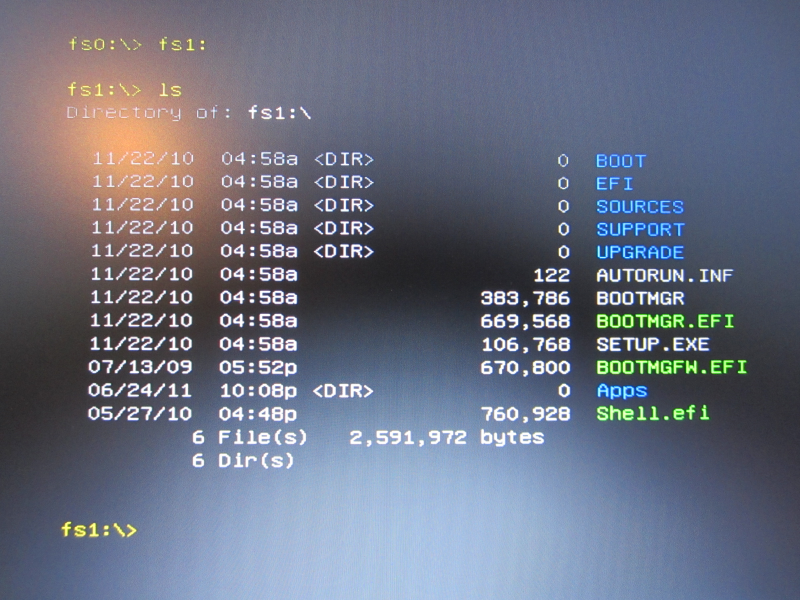 fs0:\> fs1:
fs1:\> ls
Directory of: fs1:\
11/22/10 04:58a <DIR> 0 BOOT
11/22/10 04:58a <DIR> 0 EFI
11/22/10 04:58a <DIR> 0 SOURCES
11/22/10 04:58a <DIR> 0 SUPPORT
11/22/10 04:58a <DIR> 0 UPGRADE
11/22/10 04:58a 122 AUTORUN.INF
11/22/10 04:58a 383,786 BOOTMGR
11/22/10 04:58a 669,568 BOOTMGR.EFI
11/22/10 04:58a 106,768 SETUP.EXE
07/13/09 05:52p 670,800 BOOTMGFW.EFI
06/24/11 10:08p <DIR> 0 Apps
05/27/10 04:48p 760,928 Shell.efi
6 File(s) 2,591,972 bytes
6 Dir(s)
fs1:\>